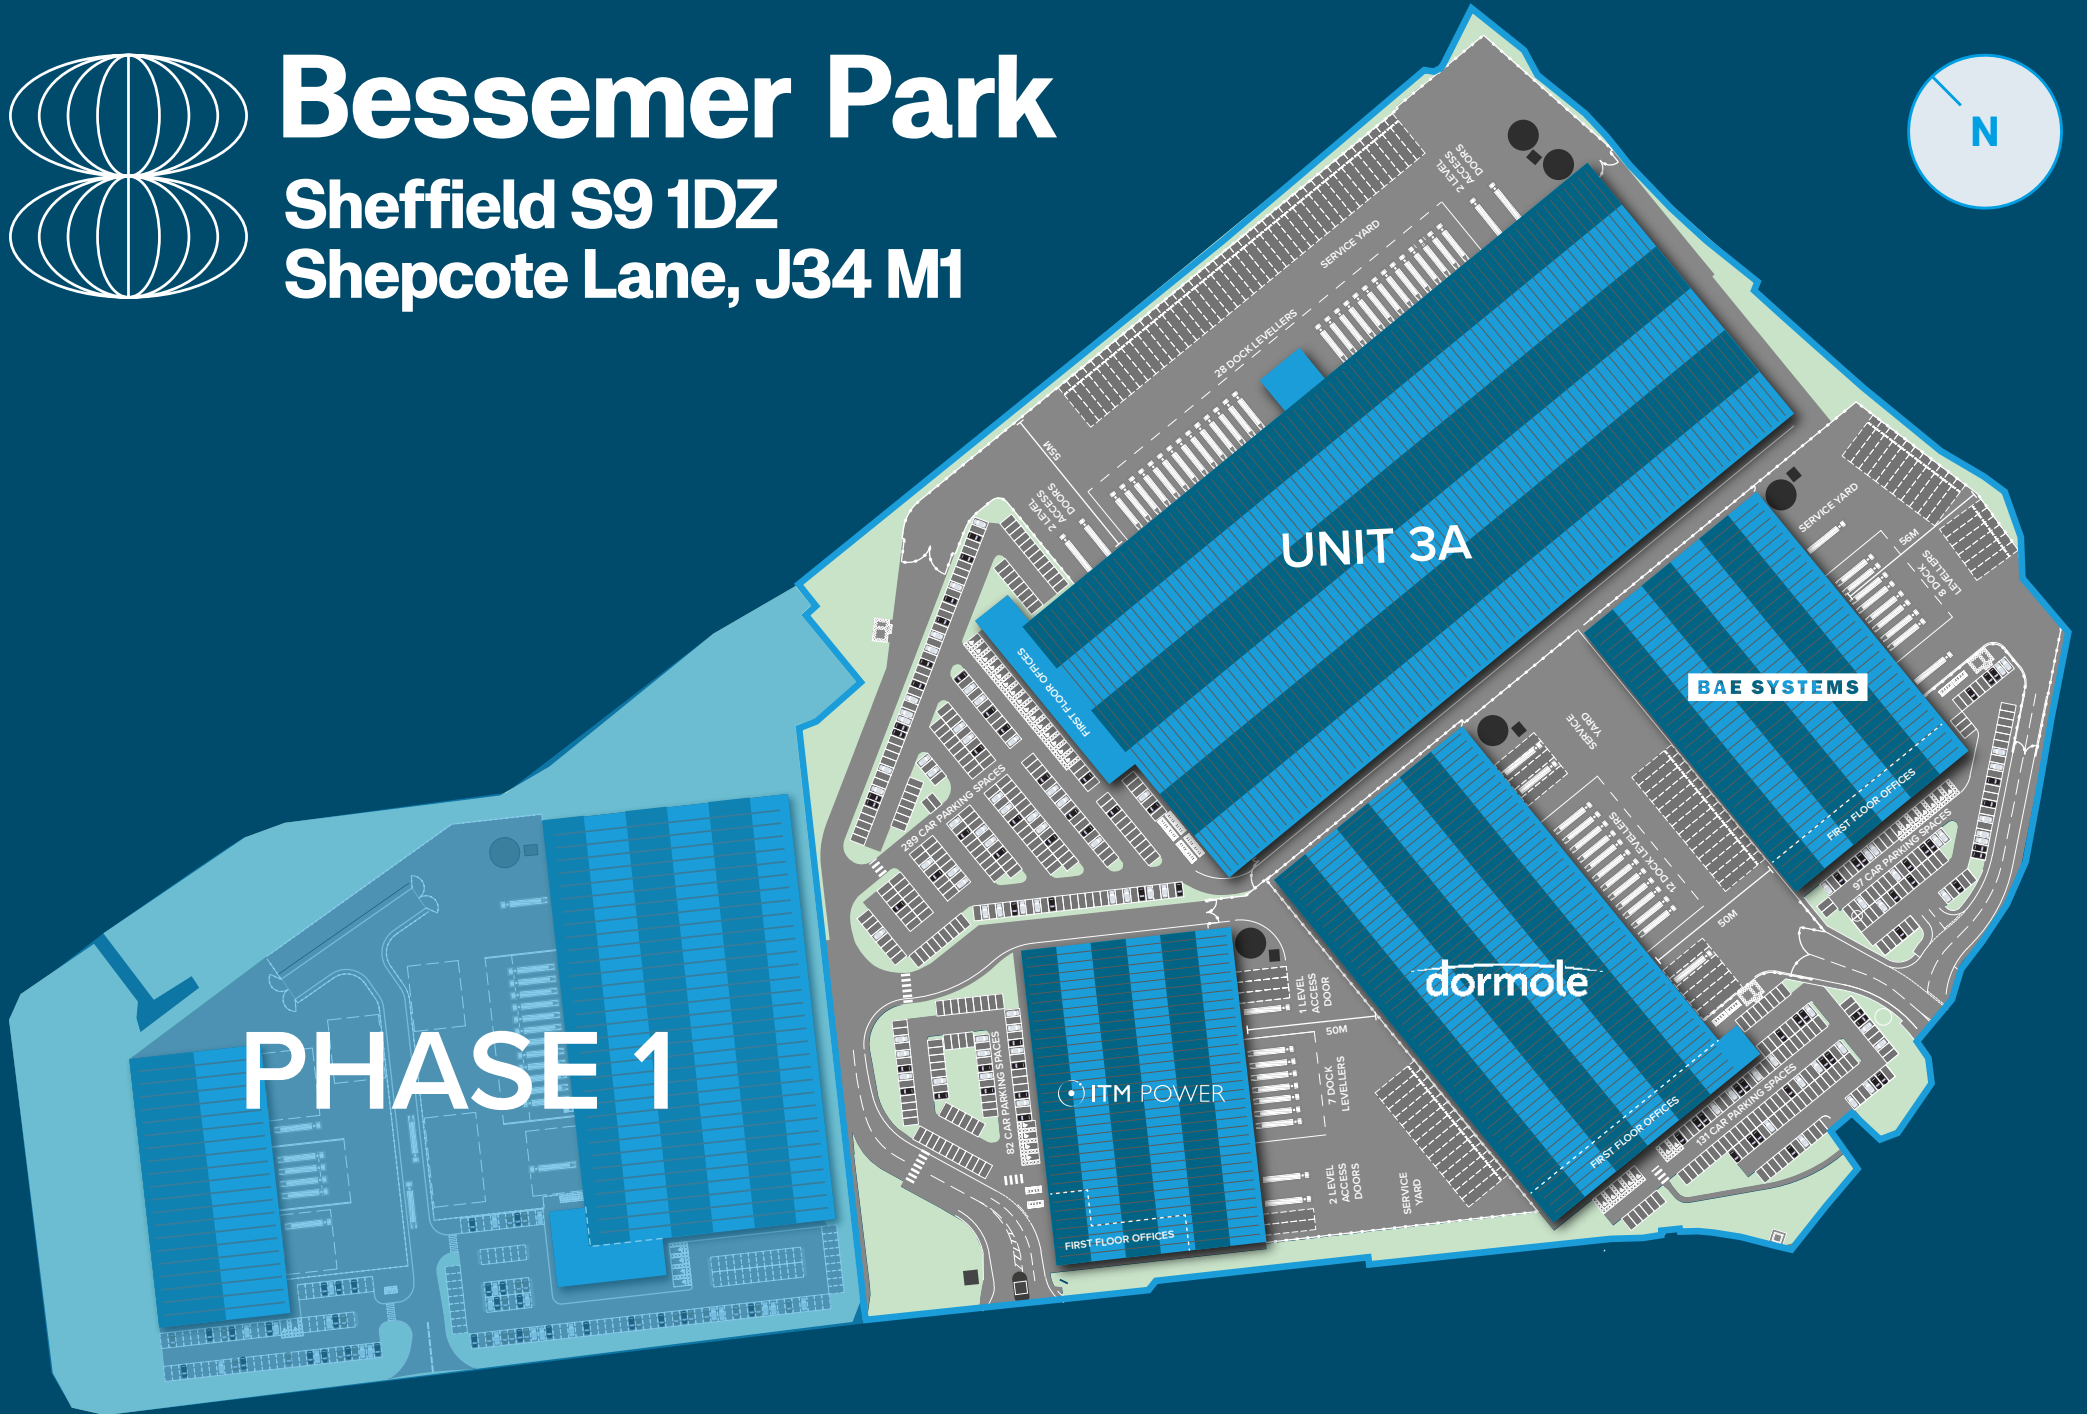 Bessemer Park
Sheffield S9 1DZ
Shepcote Lane, J34 M1
N
2 LEVEL
ACCESS
DOORS
SERVICE YARD
28 DOCK LEVELLERS
55M
2 LEVEL
ACCESS
DOORS
UNIT 3A
FIRST FLOOR OFFICES
289 CAR PARKING SPACES
SERVICE YARD
56M
8 DOCK
LEVELLERS
BAE SYSTEMS
FIRST FLOOR OFFICES
97 CAR PARKING SPACES
SERVICE
YARD
12 DOCK LEVELLERS
50M
dormole
FIRST FLOOR OFFICES
131 CAR PARKING SPACES
1 LEVEL
ACCESS
DOOR
50M
7 DOCK
LEVELLERS
2 LEVEL
ACCESS
DOORS
SERVICE
YARD
ITM POWER
FIRST FLOOR OFFICES
82 CAR PARKING SPACES
PHASE 1